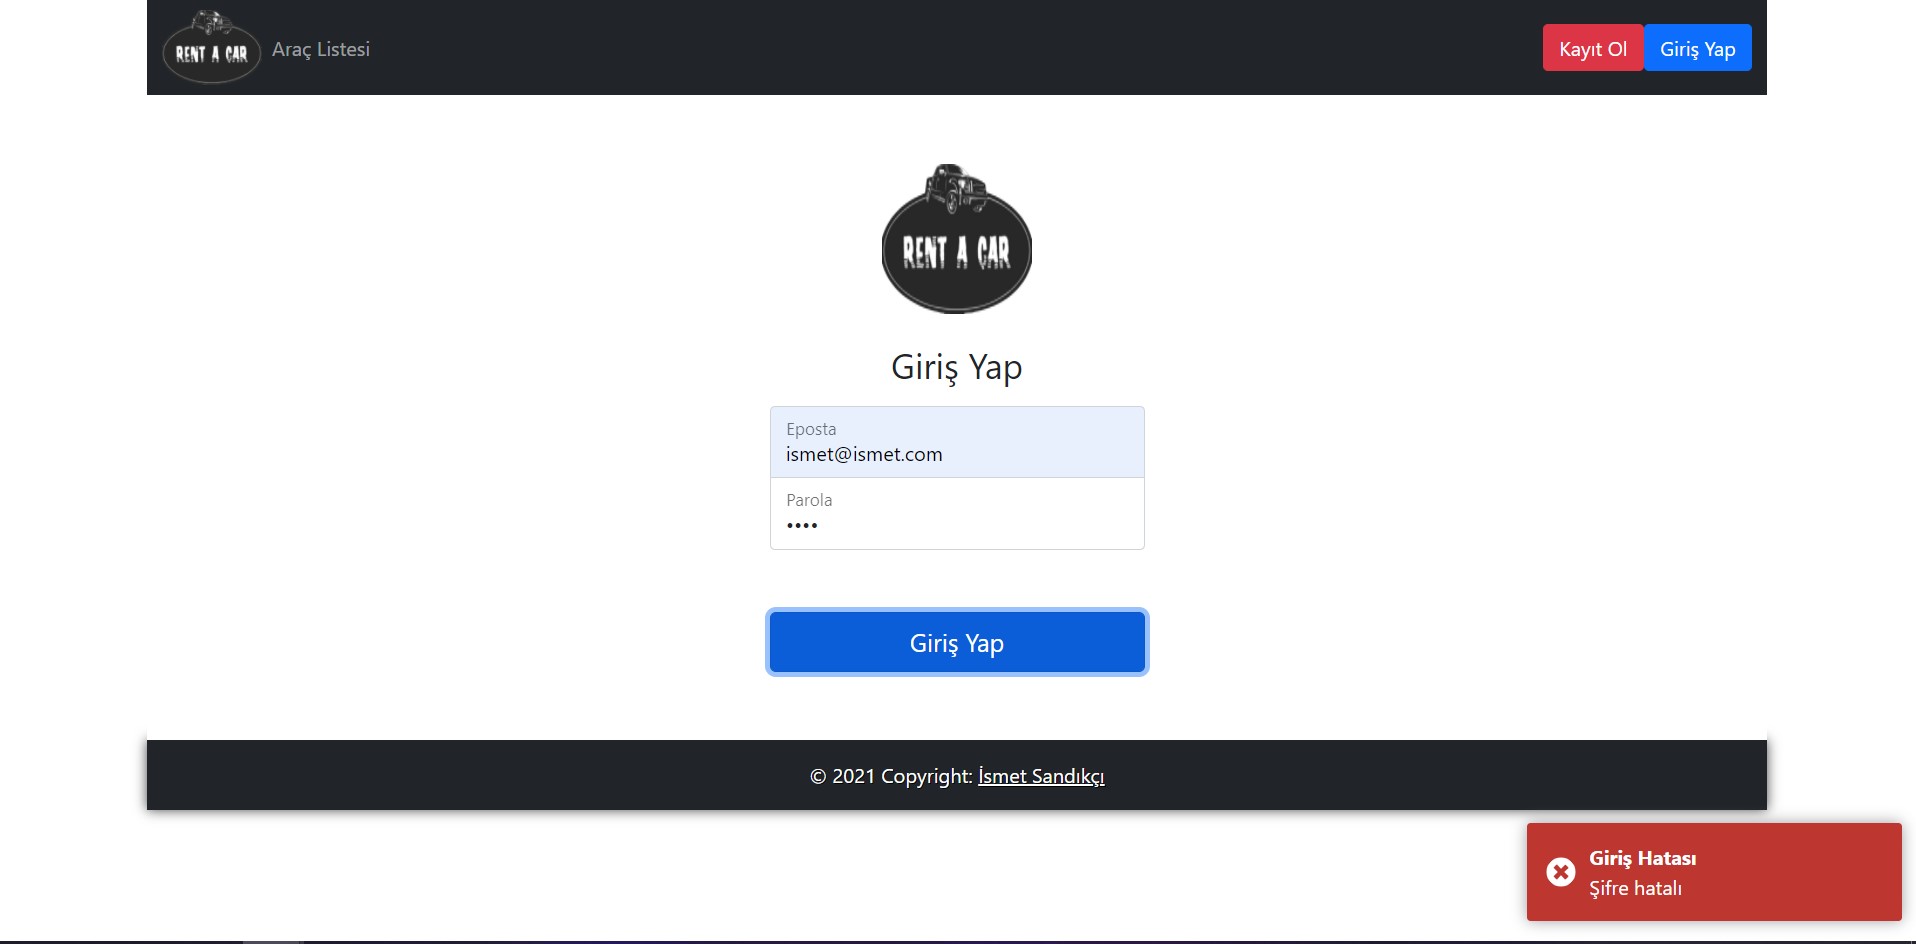 RENT A CAR
Araç Listesi
Kayıt Ol
Giriş Yap
RENT A CAR
Giriş Yap
Eposta
ismet@ismet.com
Parola
••••
Giriş Yap
© 2021 Copyright: İsmet Sandıkçı
Giriş Hatası
Şifre hatalı